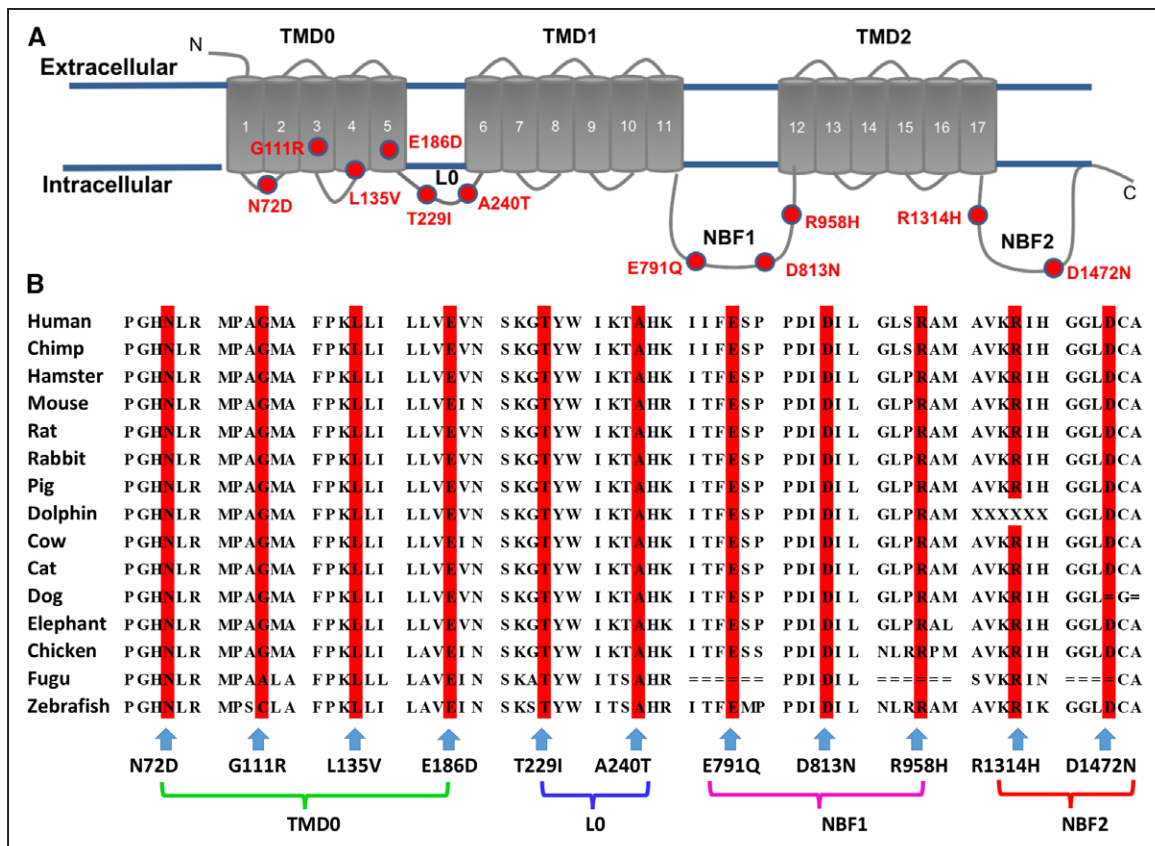 A
N
TMD0
TMD1
TMD2
Extracellular
1 2 3 4 5 6 7 8 9 10 11 12 13 14 15 16 17
G111R
E186D
Intracellular
L0
C
N72D
L135V
T229I
A240T
R958H
R1314H
NBF1
NBF2
E791Q
D813N
D1472N
B
Human PGHNLR MPAGMA FPKLLI LLVEVN SKGTYW IKTAHK IIFESP PDIDIL GLSRAM AVKRIH GGLDCA
Chimp PGHNLR MPAGMA FPKLLI LLVEVN SKGTYW IKTAHK IIFESP PDIDIL GLSRAM AVKRIH GGLDCA
Hamster PGHNLR MPAGMA FPKLLI LLVEVN SKGTYW IKTAHK ITFESP PDIDIL GLPRAM AVKRIH GGLDCA
Mouse PGHNLR MPAGMA FPKLLI LLVEIN SKGTYW IKTAHR ITFESP PDIDIL GLPRAM AVKRIH GGLDCA
Rat PGHNLR MPAGMA FPKLLI LLVEVN SKGTYW IKTAHK ITFESP PDIDIL GLPRAM AVKRIH GGLDCA
Rabbit PGHNLR MPAGMA FPKLLI LLVEVN SKGTYW IKTAHK ITFESP PDIDIL GLPRAM AVKRIH GGLDCA
Pig PGHNLR MPAGMA FPKLLI LLVEVN SKGTYW IKTAHK ITFESP PDIDIL GLPRAM AVKRIH GGLDCA
Dolphin PGHNLR MPAGMA FPKLLI LLVEVN SKGTYW IKTAHK ITFESP PDIDIL GLPRAM XXXXXX GGLDCA
Cow PGHNLR MPAGMA FPKLLI LLVEIN SKGTYW IKTAHK ITFESP PDIDIL GLPRAM AVKRIH GGLDCA
Cat PGHNLR MPAGMA FPKLLI LLVEVN SKGTYW IKTAHK ITFESP PDIDIL GLPRAM AVKRIH GGLDCA
Dog PGHNLR MPAGMA FPKLLI LLVEVN SKGTYW IKTAHK ITFESP PDIDIL GLPRAM AVKRIH GGL=G=
Elephant PGHNLR MPAGMA FPKLLI LLVEVN SKGTYW IKTAHK ITFESP PDIDIL GLPRAL AVKRIH GGLDCA
Chicken PGHNLR MPAGMA FPKLLI LAVEIN SKGTYW IKTAHK ITFESS PDIDIL NLRRPM AVKRIH GGLDCA
Fugu PGHNLR MPAALA FPKLLL LAVEIN SKATYW ITSAHR ====== PDIDIL ====== SVKRIN ====CA
Zebrafish PGHNLR MPSCLA FPKLLI LAVEIN SKSTYW ITSAHR ITFEMP PDIDIL NLRRAM AVKRIK GGLDCA
N72D G111R L135V E186D T229I A240T E791Q D813N R958H R1314H D1472N
TMD0 L0 NBF1 NBF2